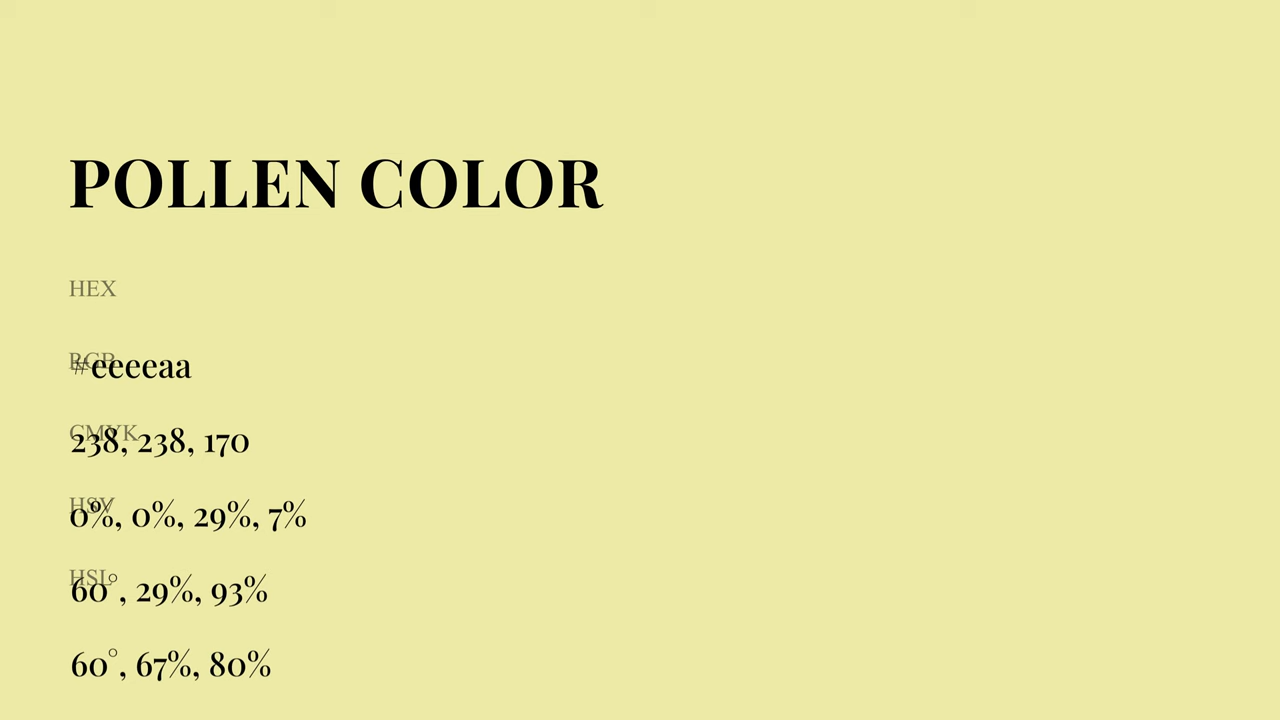 POLLEN COLOR
HEX
RGB
#eeeeaa
CMYK
238, 238, 170
HSV
0%, 0%, 29%, 7%
HSL
60°, 29%, 93%
60°, 67%, 80%